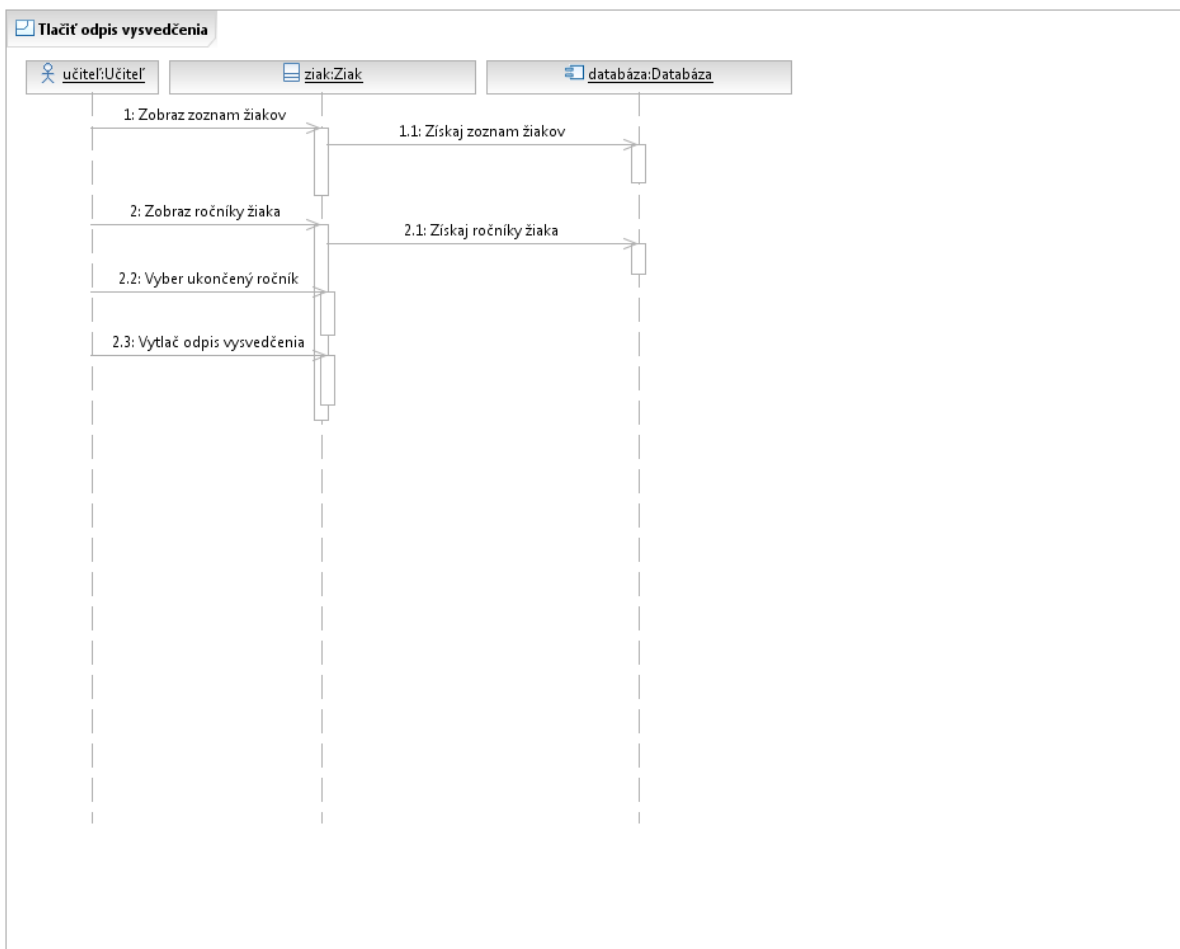 Tlačiť odpis vysvedčenia
učiteľ:Učiteľ
ziak:Ziak
databáza:Databáza
1: Zobraz zoznam žiakov
1.1: Získaj zoznam žiakov
2: Zobraz ročníky žiaka
2.1: Získaj ročníky žiaka
2.2: Vyber ukončený ročník
2.3: Vytlač odpis vysvedčenia